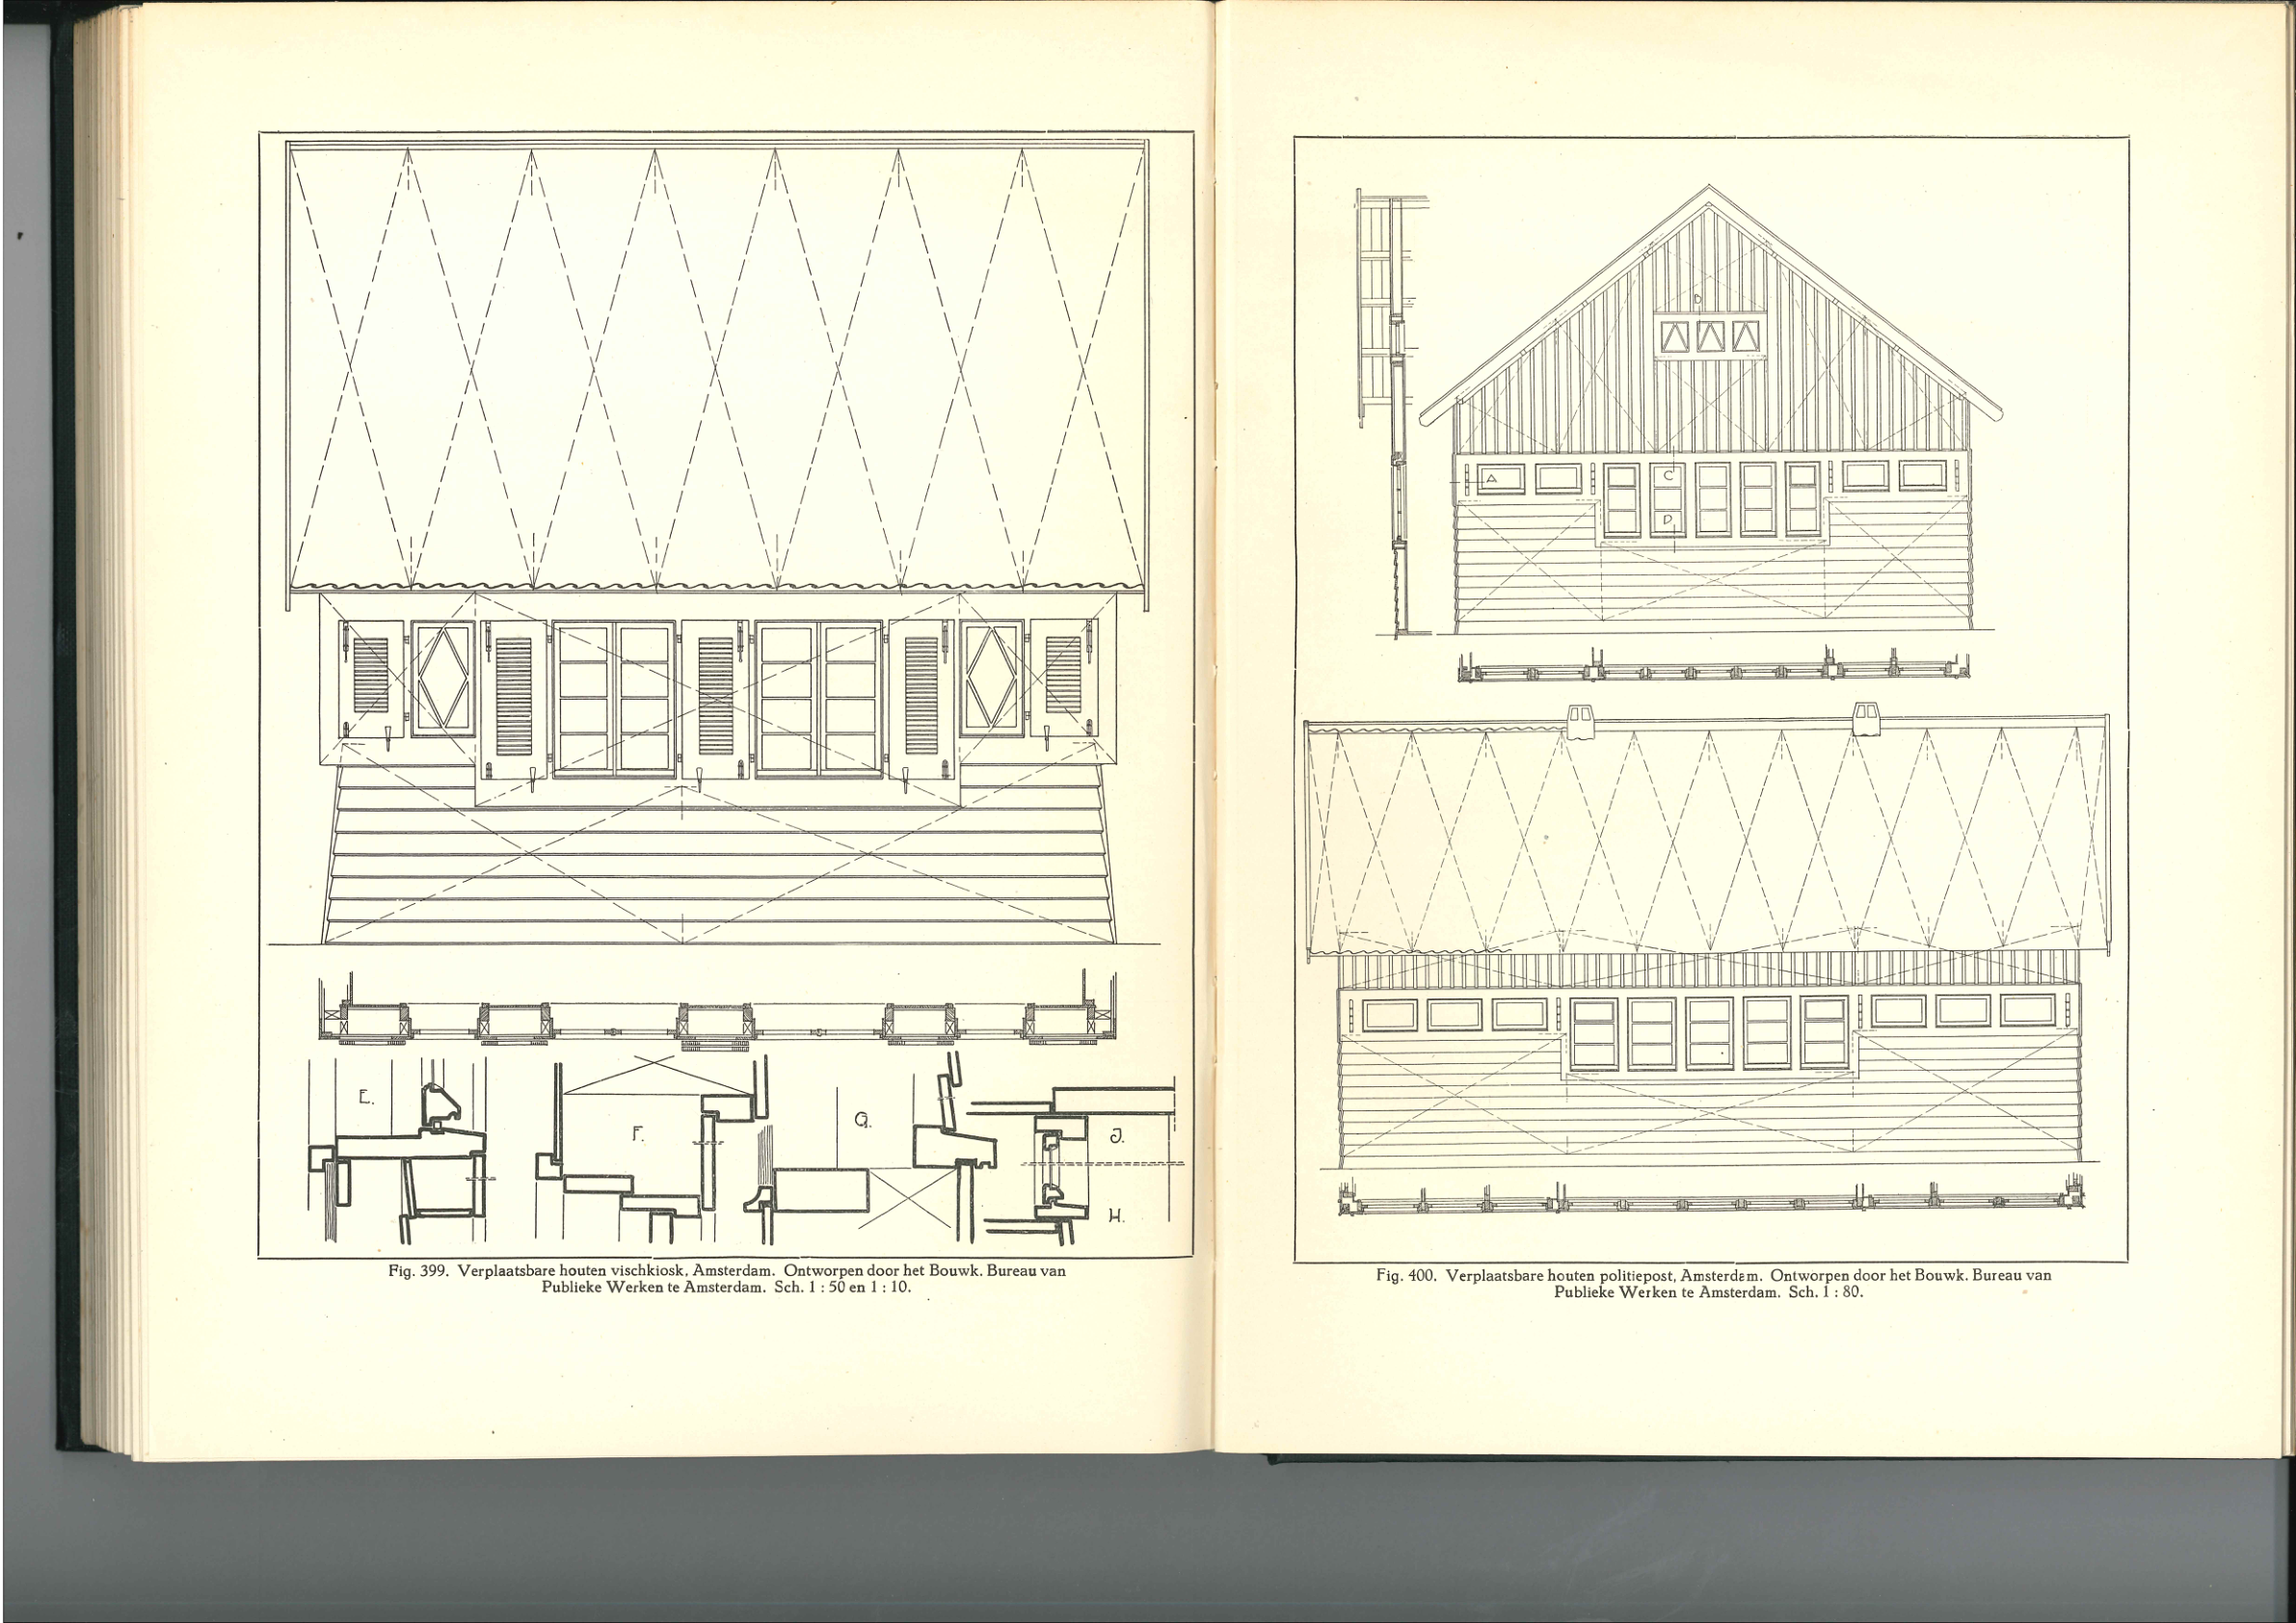 E.
F.
G.
J.
H.
Fig. 399. Verplaatsbare houten vischkiosk, Amsterdam. Ontworpen door het Bouwk. Bureau van
Publieke Werken te Amsterdam. Sch. 1 : 50 en 1 : 10.
D
A
C
D
Fig. 400. Verplaatsbare houten politiepost, Amsterdam. Ontworpen door het Bouwk. Bureau van
Publieke Werken te Amsterdam. Sch. 1 : 80.